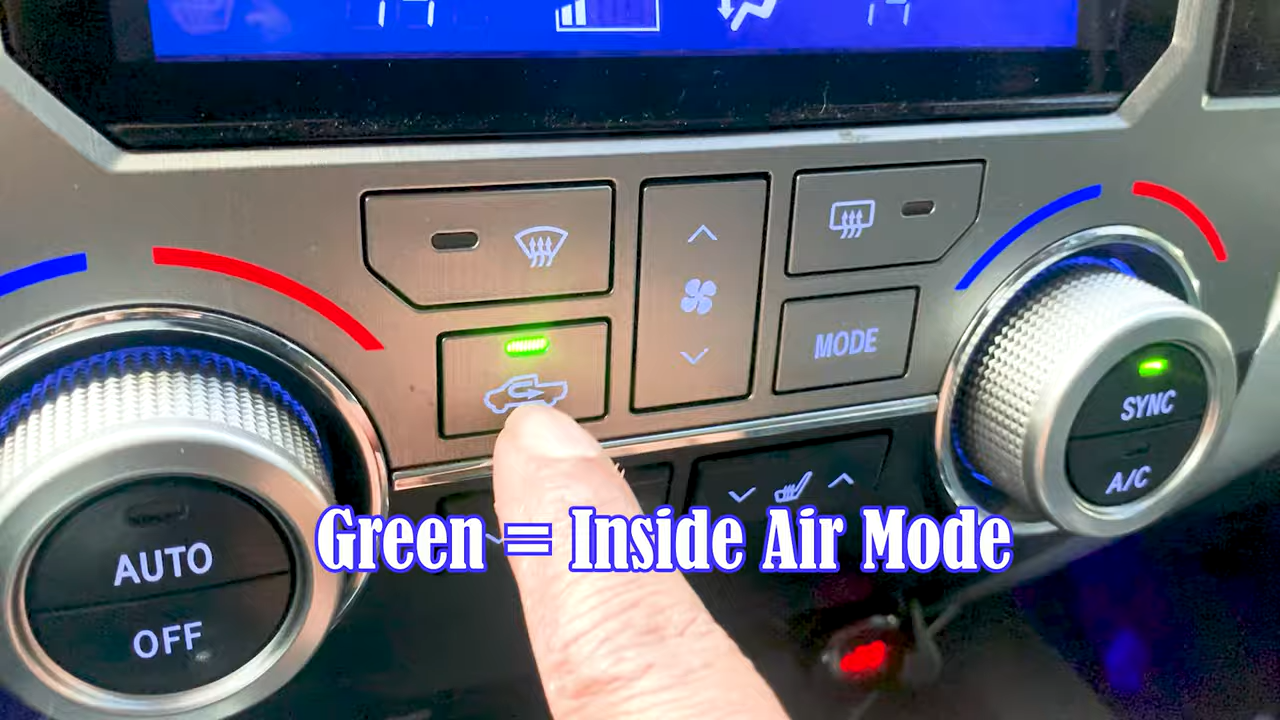 MODE
SYNC
A/C
AUTO
OFF
Green = Inside Air Mode